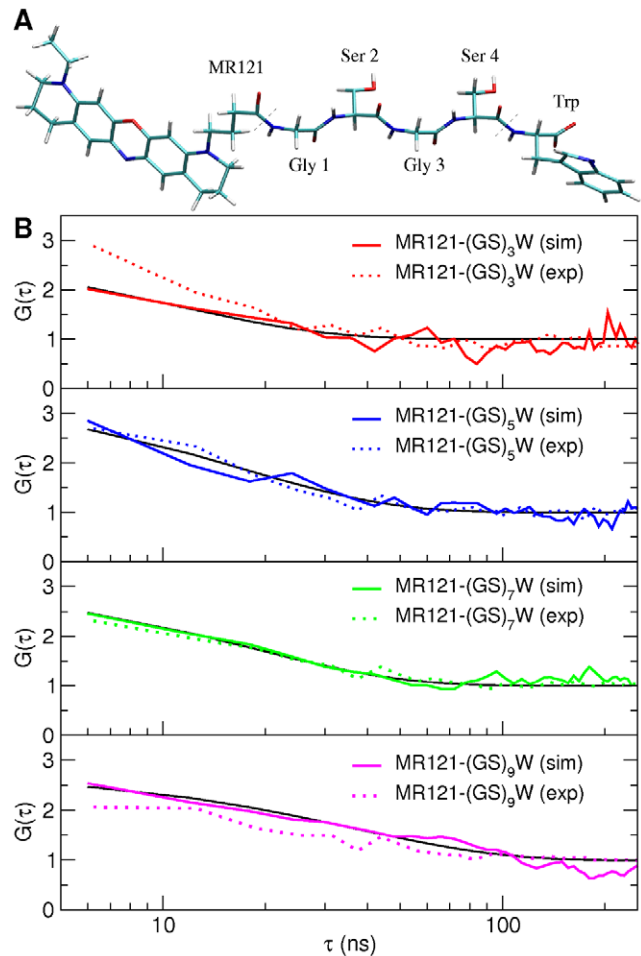 A
MR121
Ser 2
Ser 4
Trp
Gly 1
Gly 3
B
3
2
1
0
G(τ)
MR121-(GS)3W (sim)
MR121-(GS)3W (exp)
3
2
1
0
G(τ)
MR121-(GS)5W (sim)
MR121-(GS)5W (exp)
3
2
1
0
G(τ)
MR121-(GS)7W (sim)
MR121-(GS)7W (exp)
3
2
1
0
G(τ)
MR121-(GS)9W (sim)
MR121-(GS)9W (exp)
10
100
τ (ns)